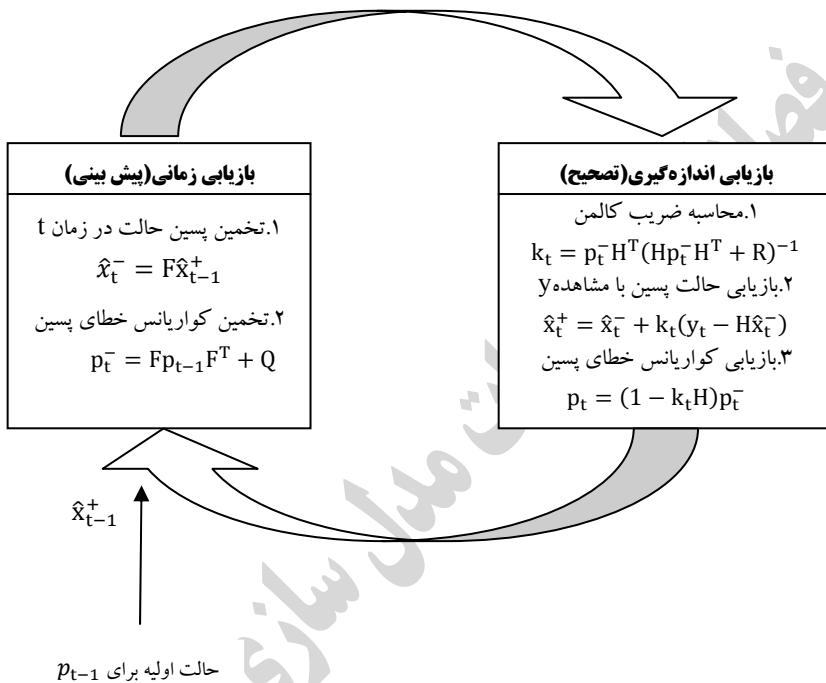 بازیابی زمانی(پیش بینی)
۱.تخمین پسین حالت در زمان t
x̂ₜ⁻ = Fx̂ₜ₋₁⁺
۲.تخمین کواریانس خطای پسین
pₜ⁻ = Fpₜ₋₁Fᵀ + Q
بازیابی اندازه‌گیری(تصحیح)
۱.محاسبه ضریب کالمن
kₜ = pₜ⁻Hᵀ(Hpₜ⁻Hᵀ + R)⁻¹
۲.بازیابی حالت پسین با مشاهدهy
x̂ₜ⁺ = x̂ₜ⁻ + kₜ(yₜ − Hx̂ₜ⁻)
۳.بازیابی کواریانس خطای پسین
pₜ = (1 − kₜH)pₜ⁻
x̂ₜ₋₁⁺
حالت اولیه برای pₜ₋₁
مدل سازی